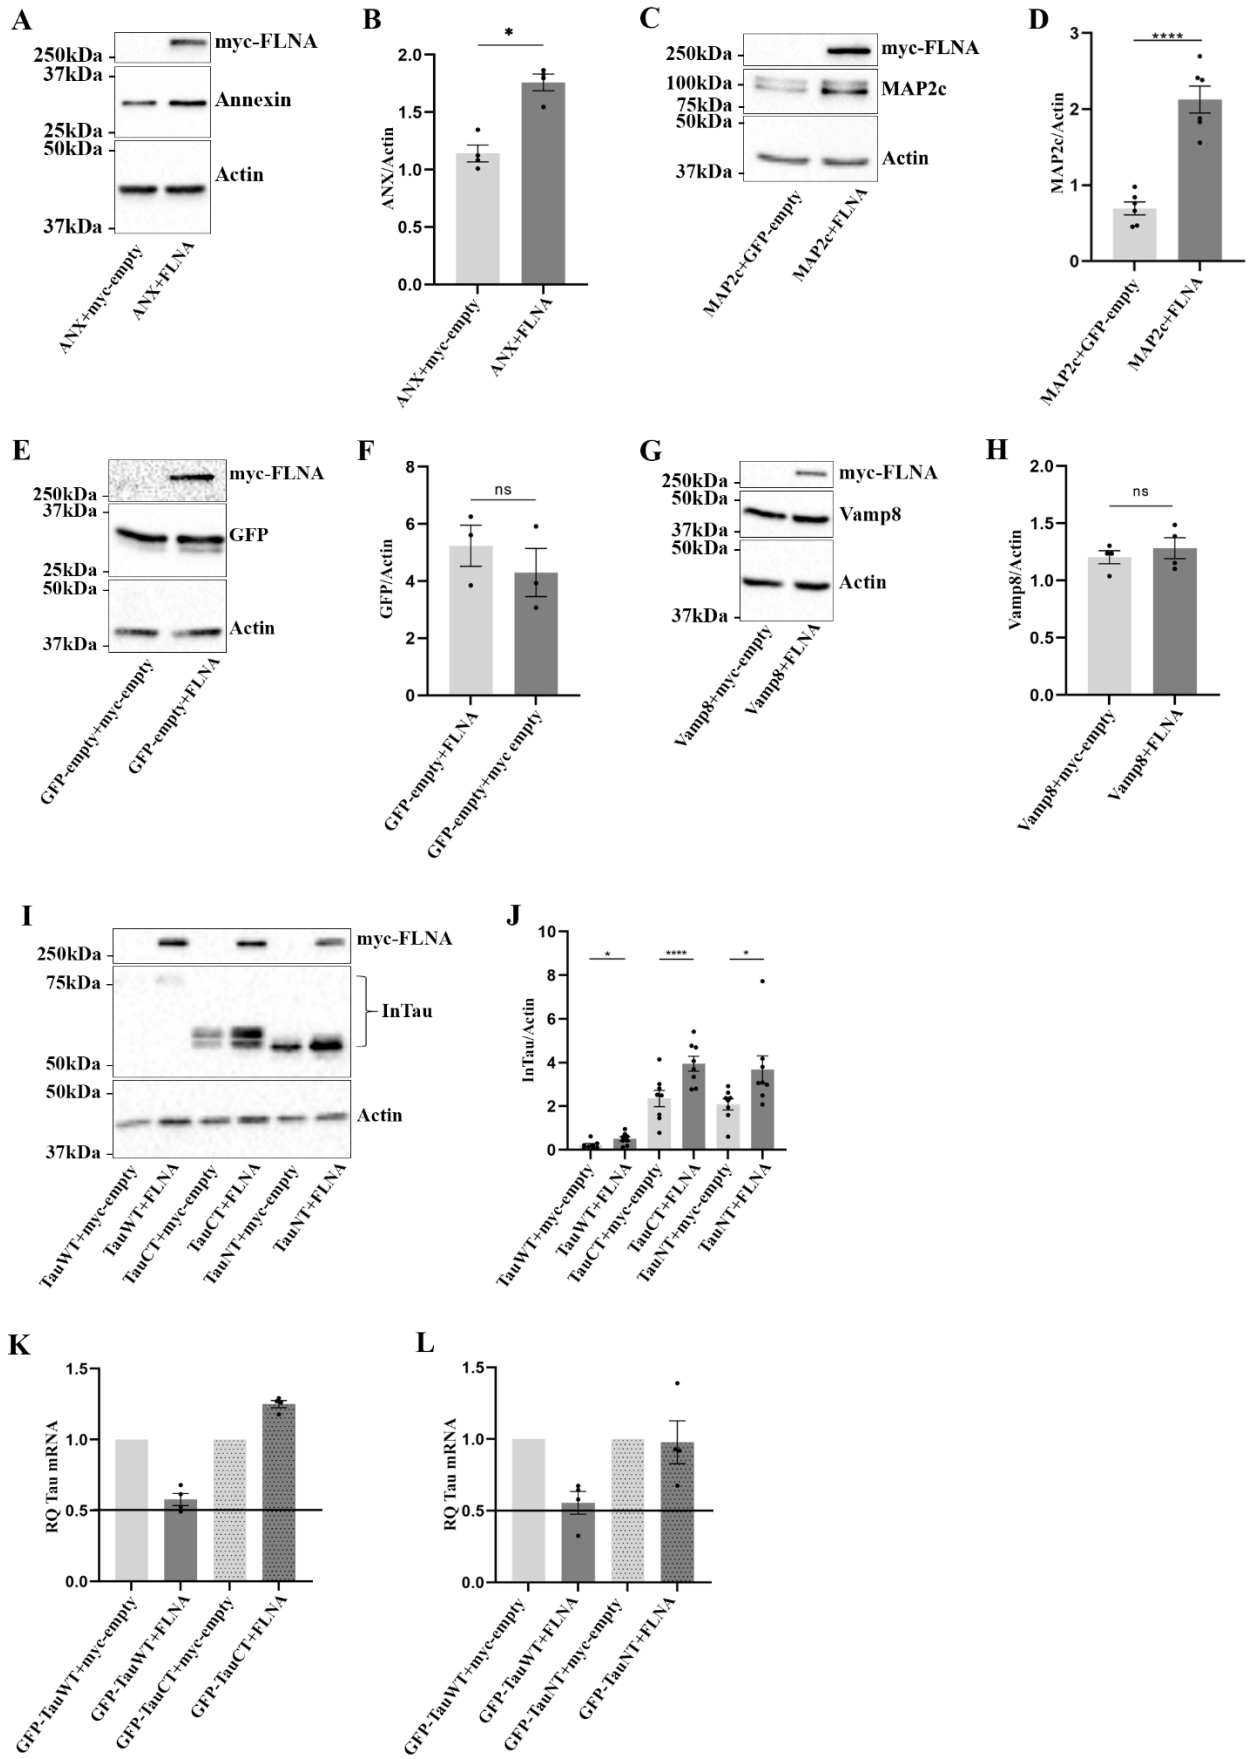 A
myc-FLNA
250kDa
37kDa
Annexin
25kDa
50kDa
Actin
37kDa
ANX+myc-empty
ANX+FLNA
B
*
2.0
1.5
1.0
0.5
0.0
ANX/Actin
ANX+myc-empty
ANX+FLNA
C
myc-FLNA
250kDa
100kDa
MAP2c
75kDa
50kDa
Actin
37kDa
MAP2c+GFP-empty
MAP2c+FLNA
D
****
3
2
1
0
MAP2c/Actin
MAP2c+GFP-empty
MAP2c+FLNA
E
myc-FLNA
250kDa
37kDa
GFP
25kDa
50kDa
Actin
37kDa
GFP-empty+myc-empty
GFP-empty+FLNA
F
ns
8
6
4
2
0
GFP/Actin
GFP-empty+FLNA
GFP-empty+myc empty
G
myc-FLNA
250kDa
50kDa
Vamp8
37kDa
50kDa
Actin
37kDa
Vamp8+myc-empty
Vamp8+FLNA
H
ns
2.0
1.5
1.0
0.5
0.0
Vamp8/Actin
Vamp8+myc-empty
Vamp8+FLNA
I
myc-FLNA
250kDa
75kDa
InTau
50kDa
50kDa
Actin
37kDa
TauWT+myc-empty
TauWT+FLNA
TauCT+myc-empty
TauCT+FLNA
TauNT+myc-empty
TauNT+FLNA
J
* **** *
10
8
6
4
2
0
InTau/Actin
TauWT+myc-empty
TauWT+FLNA
TauCT+myc-empty
TauCT+FLNA
TauNT+myc-empty
TauNT+FLNA
K
1.5
1.0
0.5
0.0
RQ Tau mRNA
GFP-TauWT+myc-empty
GFP-TauWT+FLNA
GFP-TauCT+myc-empty
GFP-TauCT+FLNA
L
1.5
1.0
0.5
0.0
RQ Tau mRNA
GFP-TauWT+myc-empty
GFP-TauWT+FLNA
GFP-TauNT+myc-empty
GFP-TauNT+FLNA